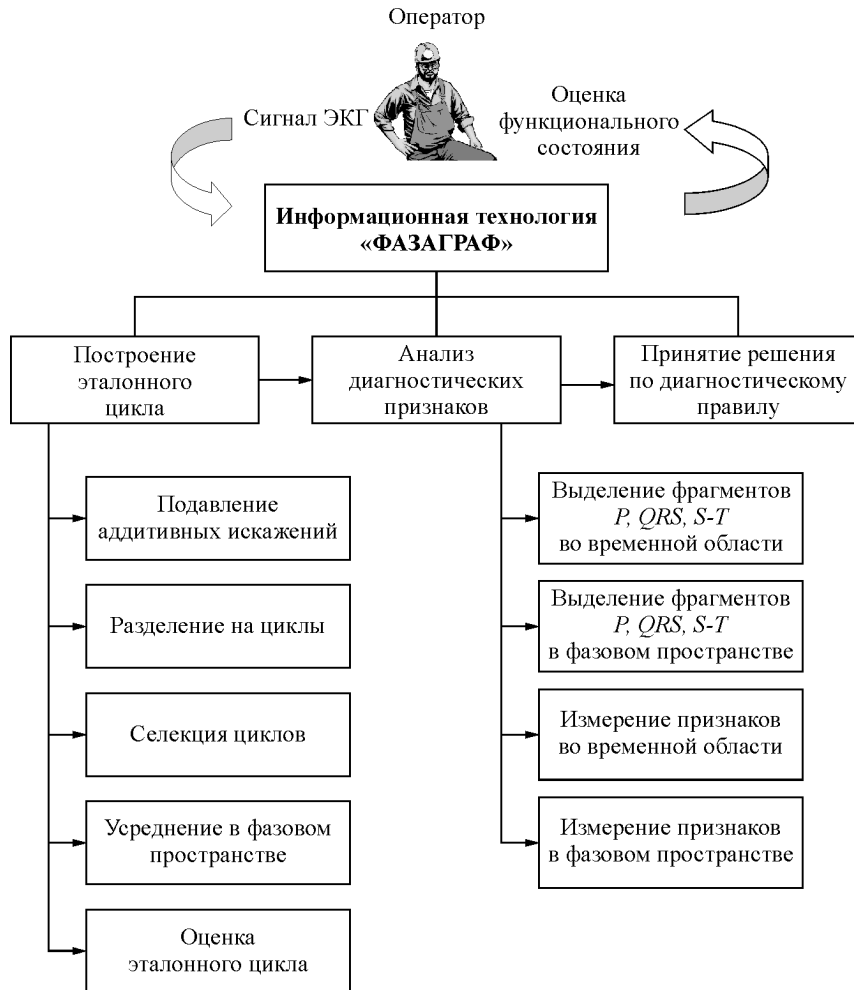 Оператор
Сигнал ЭКГ
Оценка
функционального
состояния
Информационная технология
«ФАЗАГРАФ»
Построение
эталонного
цикла
Анализ
диагностических
признаков
Принятие решения
по диагностическому
правилу
Подавление
аддитивных искажений
Разделение на циклы
Селекция циклов
Усреднение в фазовом
пространстве
Оценка
эталонного цикла
Выделение фрагментов
P, QRS, S-T
во временной области
Выделение фрагментов
P, QRS, S-T
в фазовом пространстве
Измерение признаков
во временной области
Измерение признаков
в фазовом пространстве